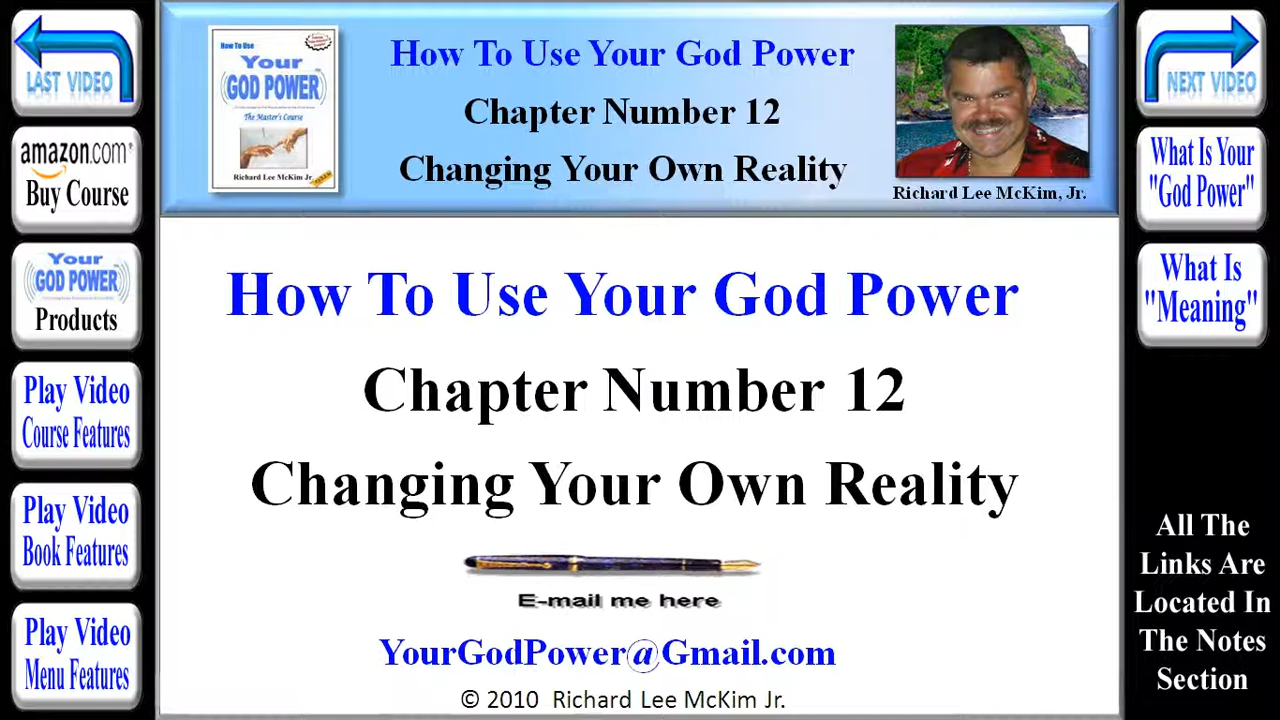 LAST VIDEO
amazon.com
Buy Course
Your
GOD POWER
Products
Play Video
Course Features
Play Video
Book Features
Play Video
Menu Features
How To Use
Your
GOD POWER
The Master's Course
Richard Lee McKim Jr.
How To Use Your God Power
Chapter Number 12
Changing Your Own Reality
Richard Lee McKim, Jr.
How To Use Your God Power
Chapter Number 12
Changing Your Own Reality
E-mail me here
YourGodPower@Gmail.com
© 2010 Richard Lee McKim Jr.
NEXT VIDEO
What Is Your
"God Power"
What Is
"Meaning"
All The
Links Are
Located In
The Notes
Section